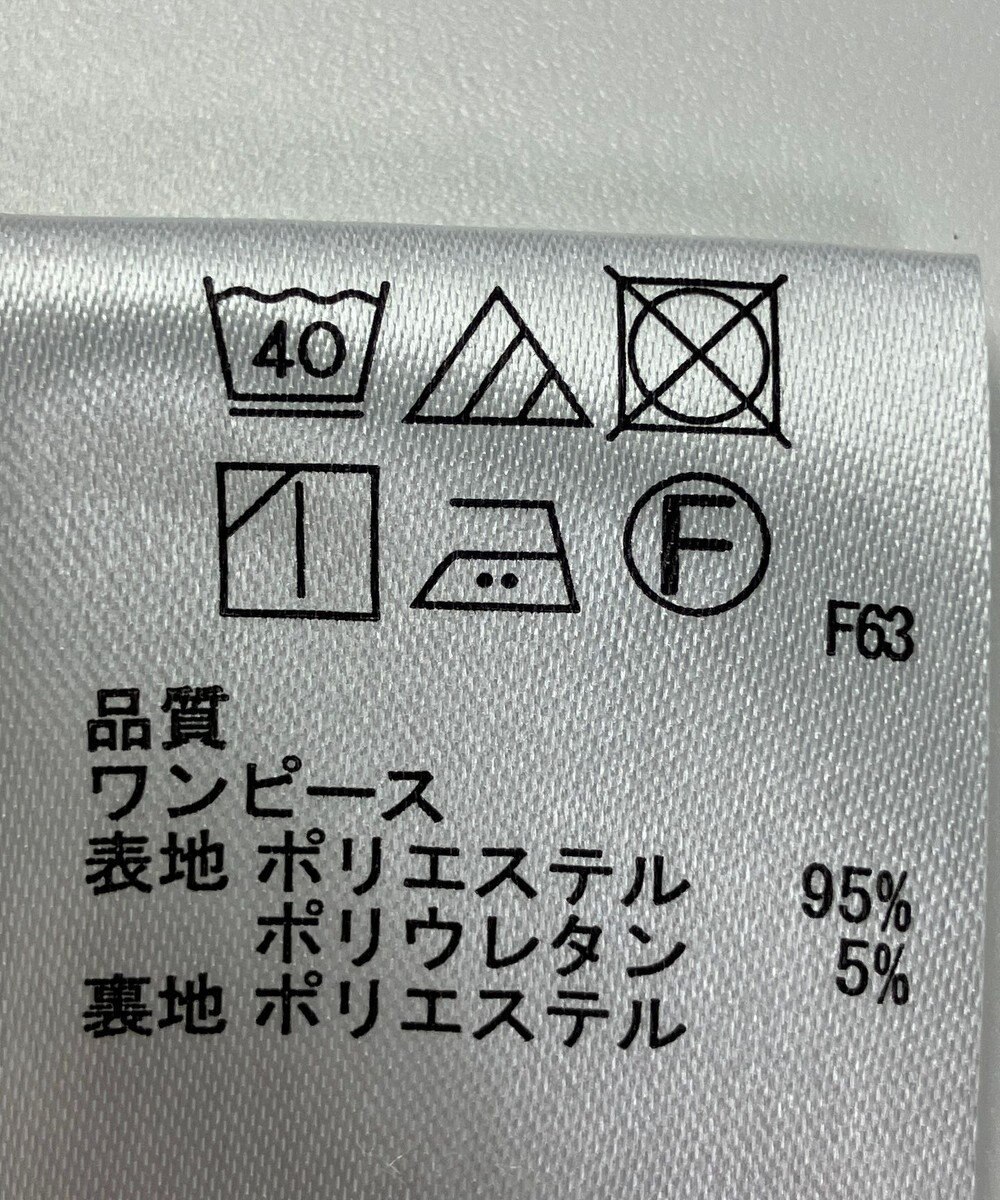 40
F
F63
品質
ワンピース
表地 ポリエステル 95%
ポリウレタン 5%
裏地 ポリエステル